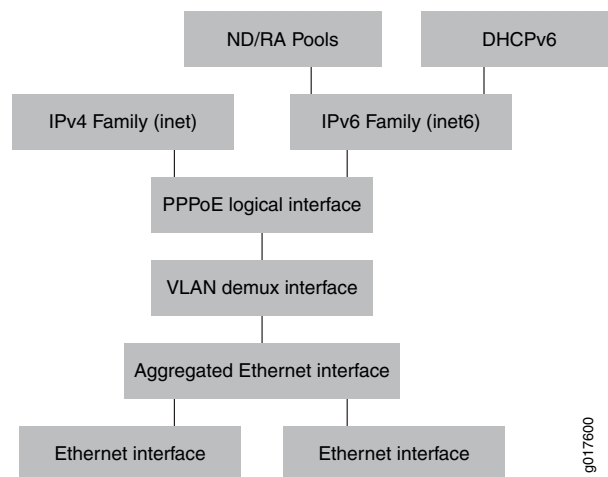 ND/RA Pools
DHCPv6
IPv4 Family (inet)
IPv6 Family (inet6)
PPPoE logical interface
VLAN demux interface
Aggregated Ethernet interface
Ethernet interface
Ethernet interface
g017600